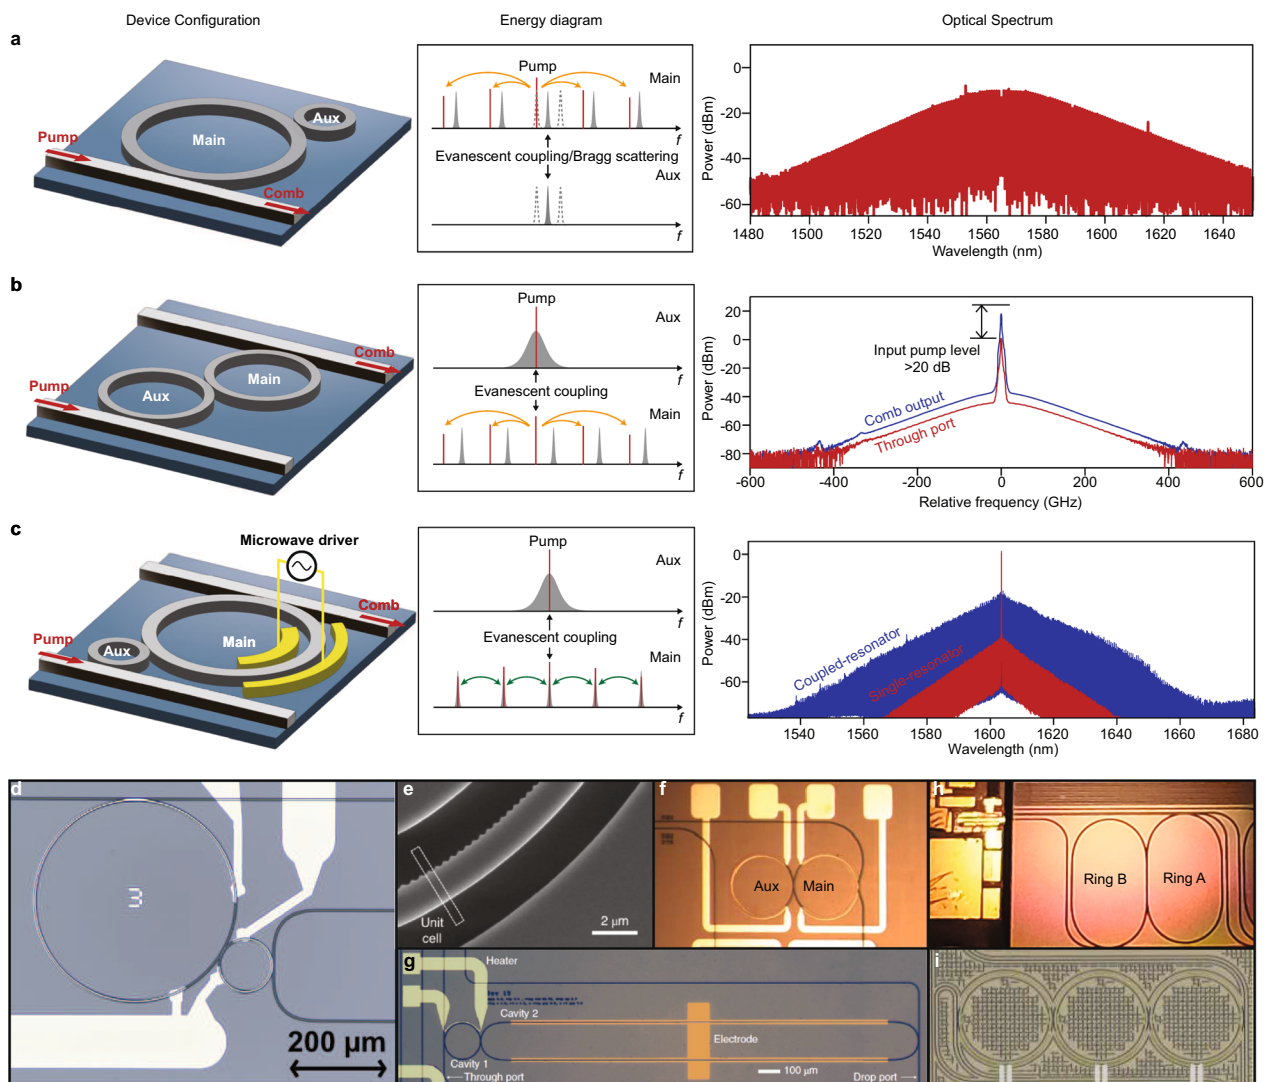 Device Configuration
Energy diagram
Optical Spectrum
a
Pump
Main
Aux
Comb
Pump
Main
f
Evanescent coupling/Bragg scattering
Aux
f
Power (dBm)
0
-20
-40
-60
1480
1500
1520
1540
1560
1580
1600
1620
1640
Wavelength (nm)
b
Pump
Aux
Main
Comb
Pump
Aux
f
Evanescent coupling
Main
f
Power (dBm)
20
0
-20
-40
-60
-80
Input pump level
>20 dB
Comb output
Through port
-600
-400
-200
0
200
400
600
Relative frequency (GHz)
c
Microwave driver
Pump
Aux
Main
Comb
Pump
Aux
f
Evanescent coupling
Main
f
Power (dBm)
0
-20
-40
-60
Coupled-resonator
Single-resonator
1540
1560
1580
1600
1620
1640
1660
1680
Wavelength (nm)
d
3
200 μm
e
Unit
cell
2 μm
f
Aux
Main
g
Heater
Cavity 2
Cavity 1
Electrode
100 μm
←Through port
Drop port→
h
Ring B
Ring A
i